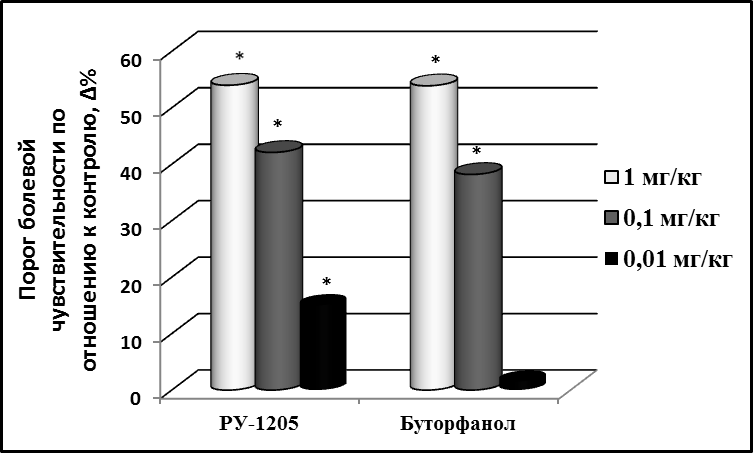 Порог болевой
чувствительности по
отношению к контролю, Δ%
60
50
40
30
20
10
0
* * * * *
РУ-1205 Буторфанол
1 мг/кг
0,1 мг/кг
0,01 мг/кг